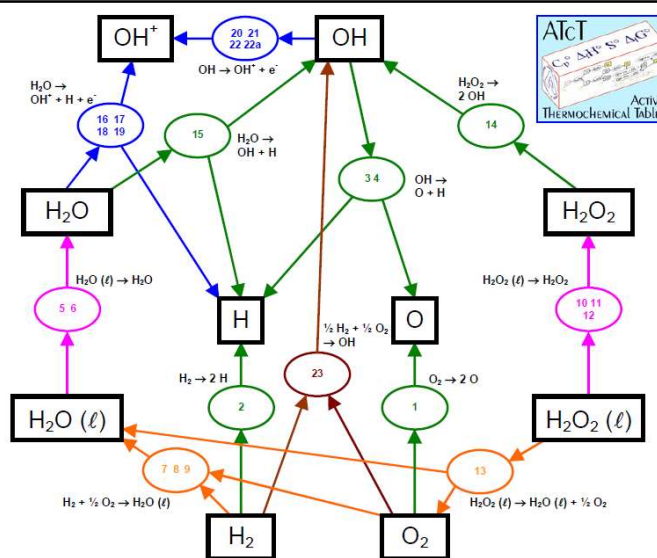 OH⁺
20 21
22 22a
OH → OH⁺ + e⁻
OH
ATcT
C°ₚ ΔfH° S° ΔfG°
Active
Thermochemical Tabl
H₂O →
OH⁺ + H + e⁻
16 17
18 19
15
H₂O →
OH + H
H₂O₂ →
2 OH
14
3 4
OH →
O + H
H₂O
H₂O₂
H₂O (ℓ) → H₂O
5 6
H₂O₂ (ℓ) → H₂O₂
10 11
12
H
½ H₂ + ½ O₂
→ OH
O
H₂ → 2 H
23
O₂ → 2 O
2
1
H₂O (ℓ)
H₂O₂ (ℓ)
7 8 9
13
H₂ + ½ O₂ → H₂O (ℓ)
H₂O₂ (ℓ) → H₂O (ℓ) + ½ O₂
H₂
O₂